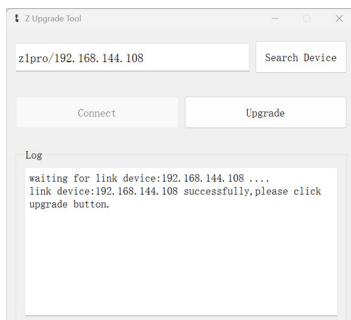 Z Upgrade Tool
z1pro/192.168.144.108
Search Device
Connect
Upgrade
Log
waiting for link device:192.168.144.108 ....
link device:192.168.144.108 successfully,please click
upgrade button.